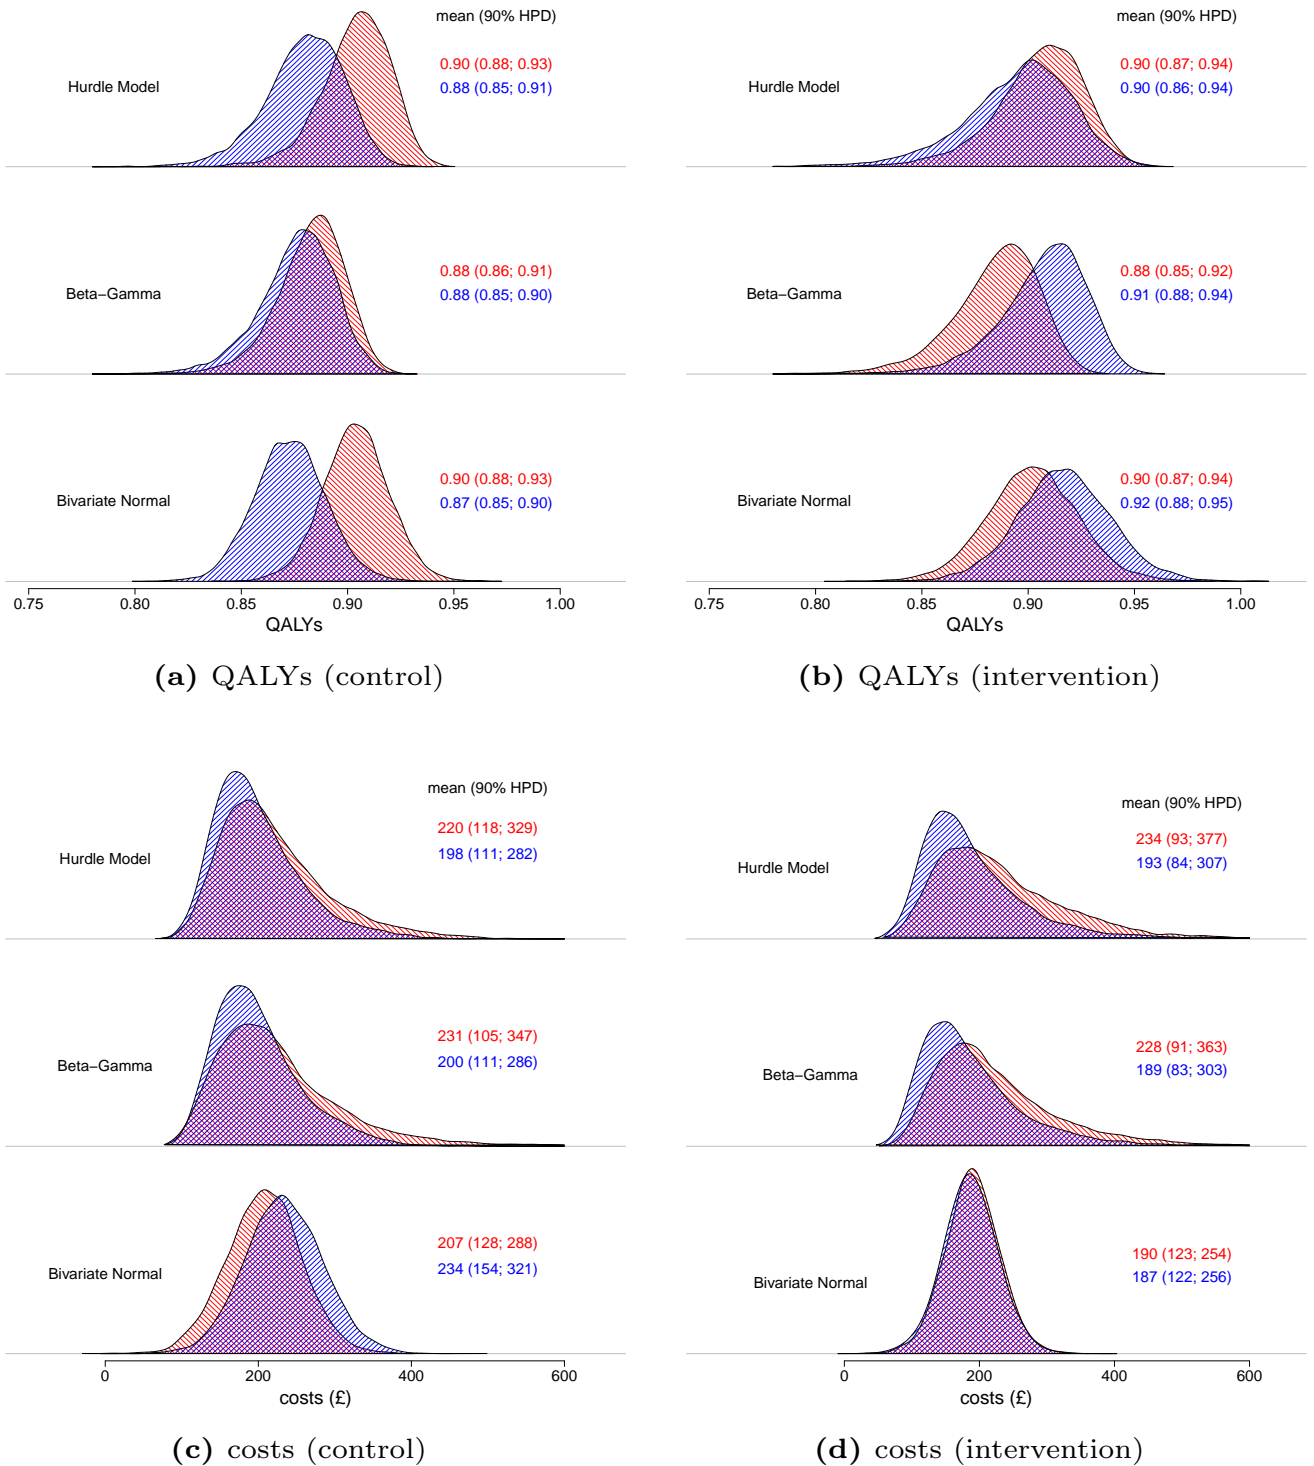 mean (90% HPD)
0.90 (0.88; 0.93)
0.88 (0.85; 0.91)
Hurdle Model
0.88 (0.86; 0.91)
0.88 (0.85; 0.90)
Beta−Gamma
0.90 (0.88; 0.93)
0.87 (0.85; 0.90)
Bivariate Normal
0.75 0.80 0.85 0.90 0.95 1.00
QALYs
(a) QALYs (control)
mean (90% HPD)
0.90 (0.87; 0.94)
0.90 (0.86; 0.94)
Hurdle Model
0.88 (0.85; 0.92)
0.91 (0.88; 0.94)
Beta−Gamma
0.90 (0.87; 0.94)
0.92 (0.88; 0.95)
Bivariate Normal
0.75 0.80 0.85 0.90 0.95 1.00
QALYs
(b) QALYs (intervention)
mean (90% HPD)
220 (118; 329)
198 (111; 282)
Hurdle Model
231 (105; 347)
200 (111; 286)
Beta−Gamma
207 (128; 288)
234 (154; 321)
Bivariate Normal
0 200 400 600
costs (£)
(c) costs (control)
mean (90% HPD)
234 (93; 377)
193 (84; 307)
Hurdle Model
228 (91; 363)
189 (83; 303)
Beta−Gamma
190 (123; 254)
187 (122; 256)
Bivariate Normal
0 200 400 600
costs (£)
(d) costs (intervention)